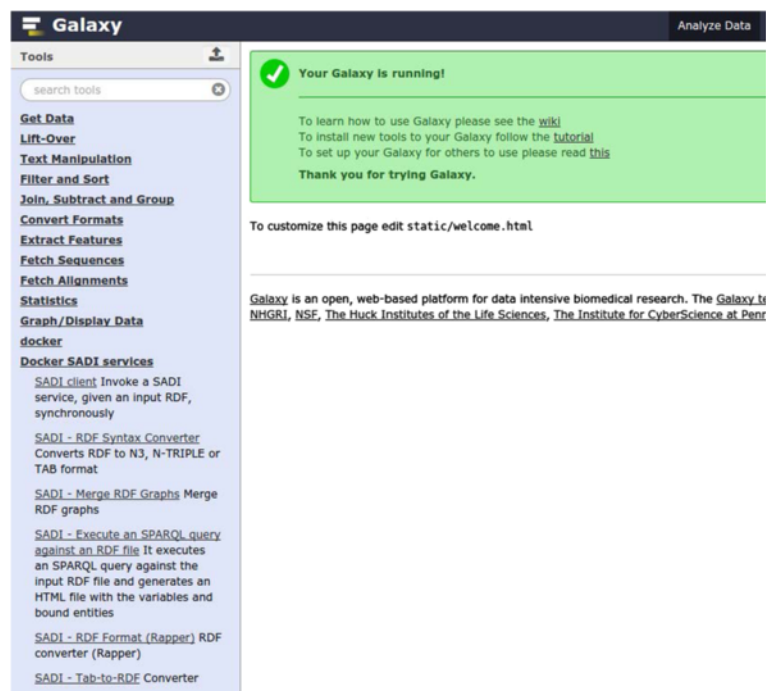 Galaxy
Analyze Data
Tools
search tools
Get Data
Lift-Over
Text Manipulation
Filter and Sort
Join, Subtract and Group
Convert Formats
Extract Features
Fetch Sequences
Fetch Alignments
Statistics
Graph/Display Data
docker
Docker SADI services
SADI client Invoke a SADI
service, given an input RDF,
synchronously
SADI - RDF Syntax Converter
Converts RDF to N3, N-TRIPLE or
TAB format
SADI - Merge RDF Graphs Merge
RDF graphs
SADI - Execute an SPARQL query
against an RDF file It executes
an SPARQL query against the
input RDF file and generates an
HTML file with the variables and
bound entities
SADI - RDF Format (Rapper) RDF
converter (Rapper)
SADI - Tab-to-RDF Converter
Your Galaxy is running!
To learn how to use Galaxy please see the wiki
To install new tools to your Galaxy follow the tutorial
To set up your Galaxy for others to use please read this
Thank you for trying Galaxy.
To customize this page edit static/welcome.html
Galaxy is an open, web-based platform for data intensive biomedical research. The Galaxy te
NHGRI, NSF, The Huck Institutes of the Life Sciences, The Institute for CyberScience at Penn